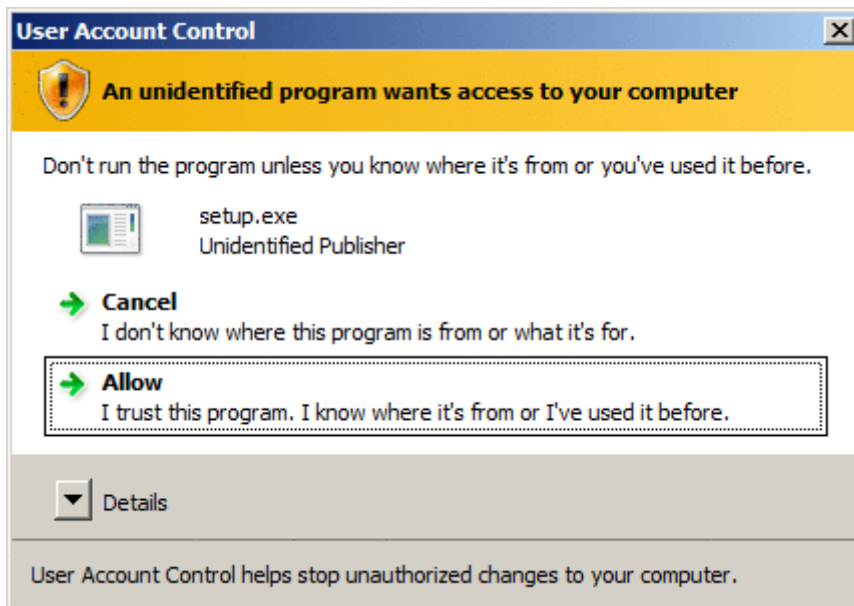 User Account Control
An unidentified program wants access to your computer
Don't run the program unless you know where it's from or you've used it before.
setup.exe
Unidentified Publisher
Cancel
I don't know where this program is from or what it's for.
Allow
I trust this program. I know where it's from or I've used it before.
Details
User Account Control helps stop unauthorized changes to your computer.